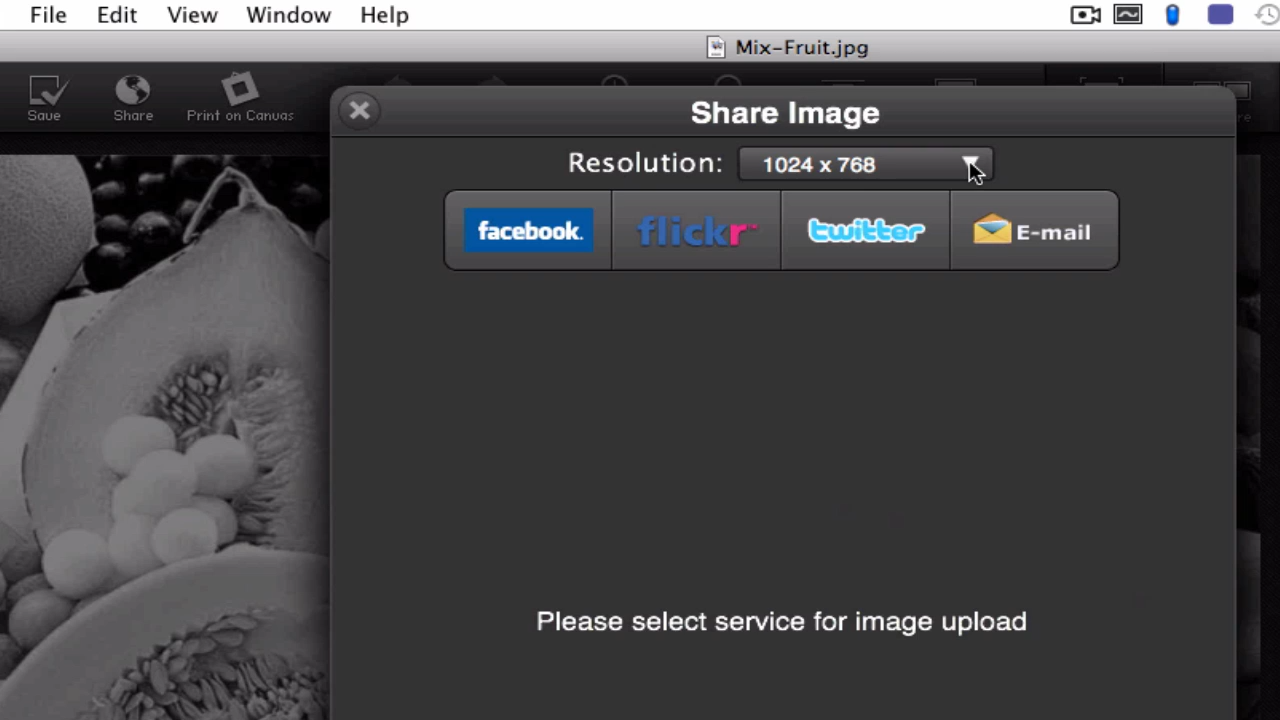 File Edit View Window Help
Mix-Fruit.jpg
Save Share Print on Canvas
Share Image
Resolution: 1024 x 768
facebook. flickr twitter E-mail
Please select service for image upload